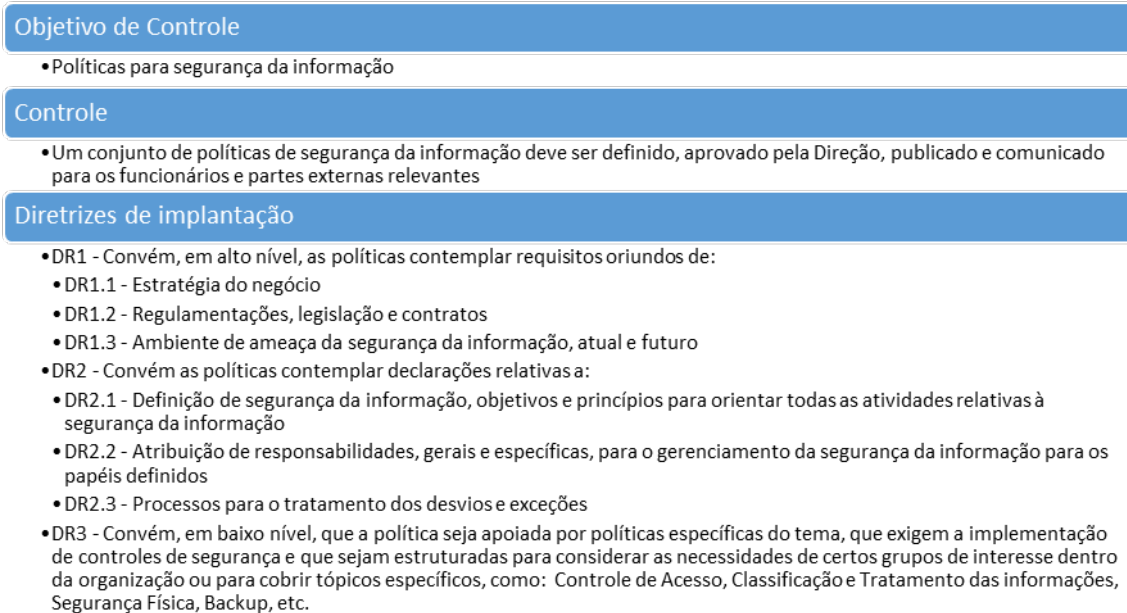 Objetivo de Controle
•Políticas para segurança da informação
Controle
•Um conjunto de políticas de segurança da informação deve ser definido, aprovado pela Direção, publicado e comunicado
para os funcionários e partes externas relevantes
Diretrizes de implantação
•DR1 - Convém, em alto nível, as políticas contemplar requisitos oriundos de:
•DR1.1 - Estratégia do negócio
•DR1.2 - Regulamentações, legislação e contratos
•DR1.3 - Ambiente de ameaça da segurança da informação, atual e futuro
•DR2 - Convém as políticas contemplar declarações relativas a:
•DR2.1 - Definição de segurança da informação, objetivos e princípios para orientar todas as atividades relativas à
segurança da informação
•DR2.2 - Atribuição de responsabilidades, gerais e específicas, para o gerenciamento da segurança da informação para os
papéis definidos
•DR2.3 - Processos para o tratamento dos desvios e exceções
•DR3 - Convém, em baixo nível, que a política seja apoiada por políticas específicas do tema, que exigem a implementação
de controles de segurança e que sejam estruturadas para considerar as necessidades de certos grupos de interesse dentro
da organização ou para cobrir tópicos específicos, como: Controle de Acesso, Classificação e Tratamento das informações,
Segurança Física, Backup, etc.